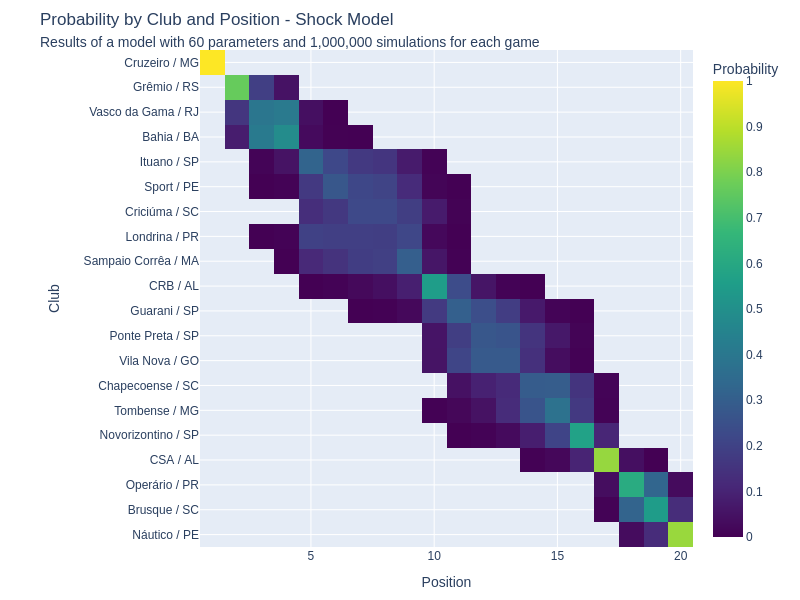 Probability by Club and Position - Shock Model
Results of a model with 60 parameters and 1,000,000 simulations for each game
Cruzeiro / MG
Grêmio / RS
Vasco da Gama / RJ
Bahia / BA
Ituano / SP
Sport / PE
Criciúma / SC
Londrina / PR
Sampaio Corrêa / MA
CRB / AL
Guarani / SP
Ponte Preta / SP
Vila Nova / GO
Chapecoense / SC
Tombense / MG
Novorizontino / SP
CSA / AL
Operário / PR
Brusque / SC
Náutico / PE
Club
5
10
15
20
Position
Probability
1
0.9
0.8
0.7
0.6
0.5
0.4
0.3
0.2
0.1
0